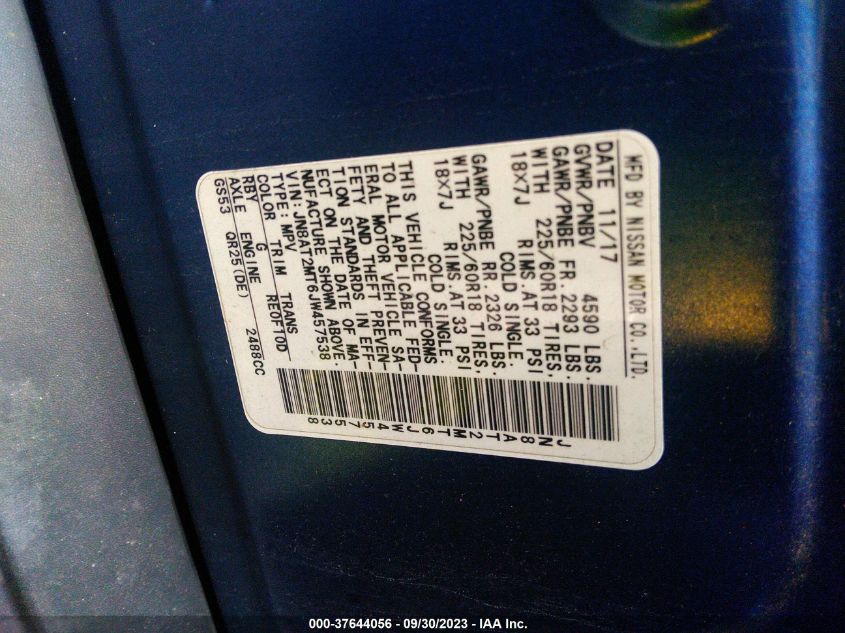 MFD BY NISSAN MOTOR CO.,LTD.
DATE 11/17
GVWR/PNBV 4590 LBS.
GAWR/PNBE FR. 2293 LBS.
WITH 225/60R18 TIRES,
18X7J RIMS.AT 33 PSI
COLD SINGLE.
GAWR/PNBE RR. 2326 LBS.
WITH 225/60R18 TIRES,
18X7J RIMS.AT 33 PSI
COLD SINGLE.
THIS VEHICLE CONFORMS
TO ALL APPLICABLE FED-
ERAL MOTOR VEHICLE SA-
FETY AND THEFT PREVEN-
TION STANDARDS IN EFF-
ECT ON THE DATE OF MA-
NUFACTURE SHOWN ABOVE.
VIN: JN8AT2MT6JW457538
TYPE: MPV
COLOR TRIM TRANS
RBY G RE0F10D
AXLE ENGINE
GS53 QR25(DE) 2488CC
JN8AT2MT6JW457538
000-37644056 - 09/30/2023 - IAA Inc.